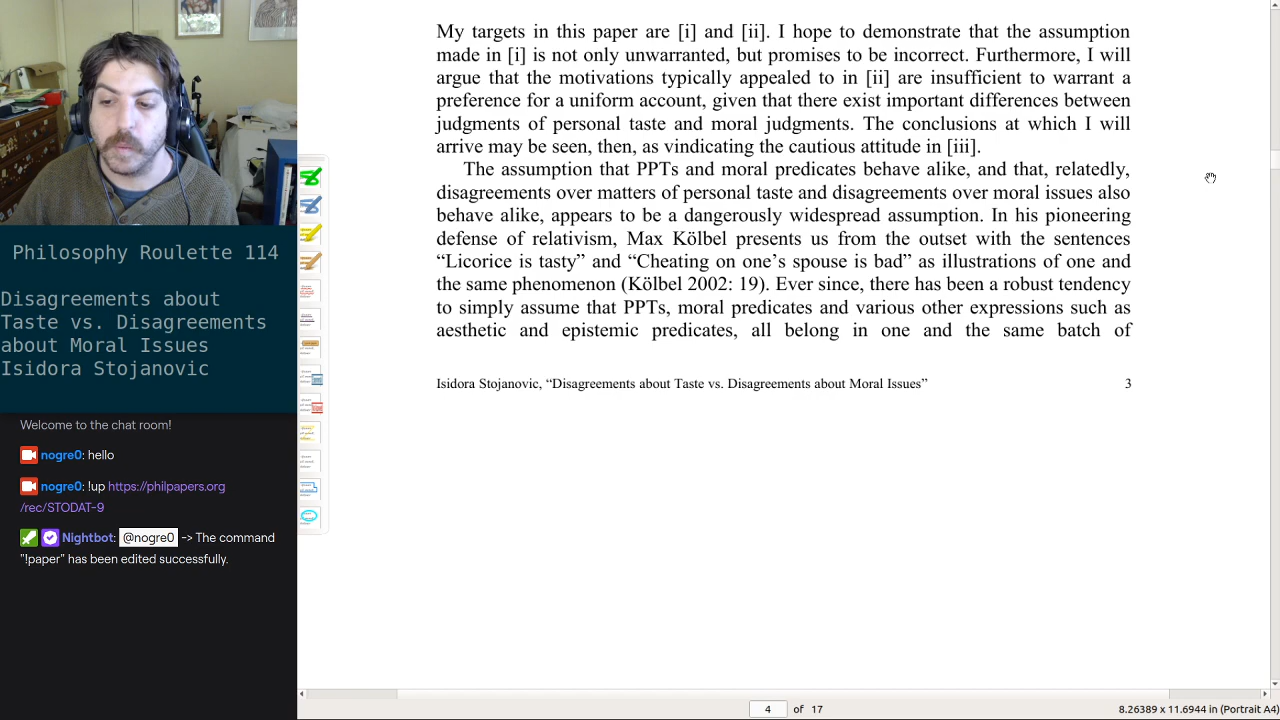 My targets in this paper are [i] and [ii]. I hope to demonstrate that the assumption
made in [i] is not only unwarranted, but promises to be incorrect. Furthermore, I will
argue that the motivations typically appealed to in [ii] are insufficient to warrant a
preference for a uniform account, given that there exist important differences between
judgments of personal taste and moral judgments. The conclusions at which I will
arrive may be seen, then, as vindicating the cautious attitude in [iii].
The assumption that PPTs and moral predicates behave alike, and that, relatedly,
disagreements over matters of personal taste and disagreements over moral issues also
behave alike, appears to be a dangerously widespread assumption. In his pioneering
defense of relativism, Max Kölbel presents it from the outset with the sentences
“Licorice is tasty” and “Cheating on one’s spouse is bad” as illustrations of one and
the same phenomenon (Kölbel 2002:
Ever since, there has been a robust tendency
to simply assume that PPTs, moral predicates and various other expressions such as
aesthetic and epistemic predicates all belong in one and the same batch of
Isidora Stojanovic, “Disagreements about Taste vs. Disagreements about Moral Issues”
3
Philosophy Roulette 114
Disagreements about
Taste vs. Disagreements
about Moral Issues
Isidora Stojanovic
Welcome to the chat room!
nogre0: hello
nogre0: !up https://philpapers.org
/rec/STODAT-9
Nightbot: @nogre0 -> The command
"!paper" has been edited successfully.
4 of 17
8.26389 x 11.6944 in (Portrait A4)